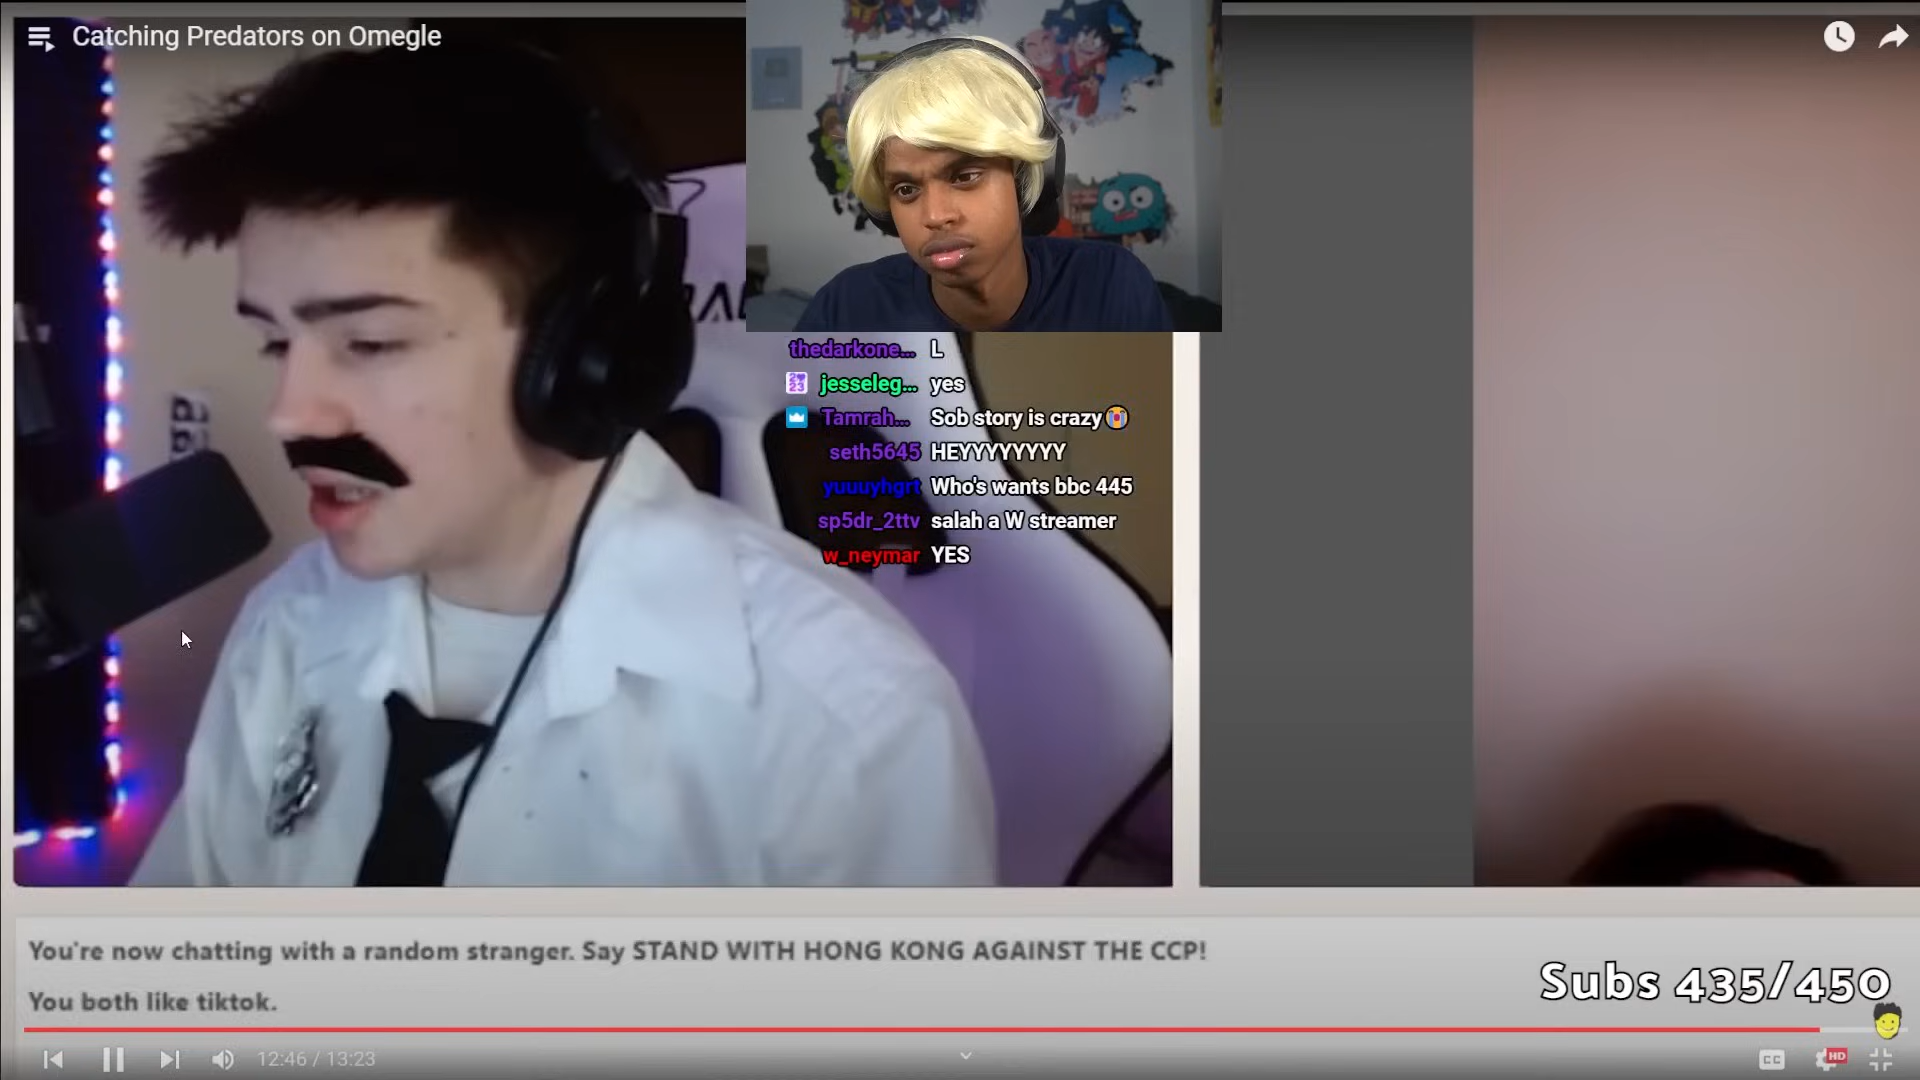 Catching Predators on Omegle
thedarkone... L
jesseleg... yes
Tamrah... Sob story is crazy
seth5645 HEYYYYYYYY
yuuuyhgrt Who's wants bbc 445
sp5dr_2ttv salah a W streamer
w_neymar YES
You're now chatting with a random stranger. Say STAND WITH HONG KONG AGAINST THE CCP!
You both like tiktok.
Subs 435/450
12:46 / 13:23
CC
HD